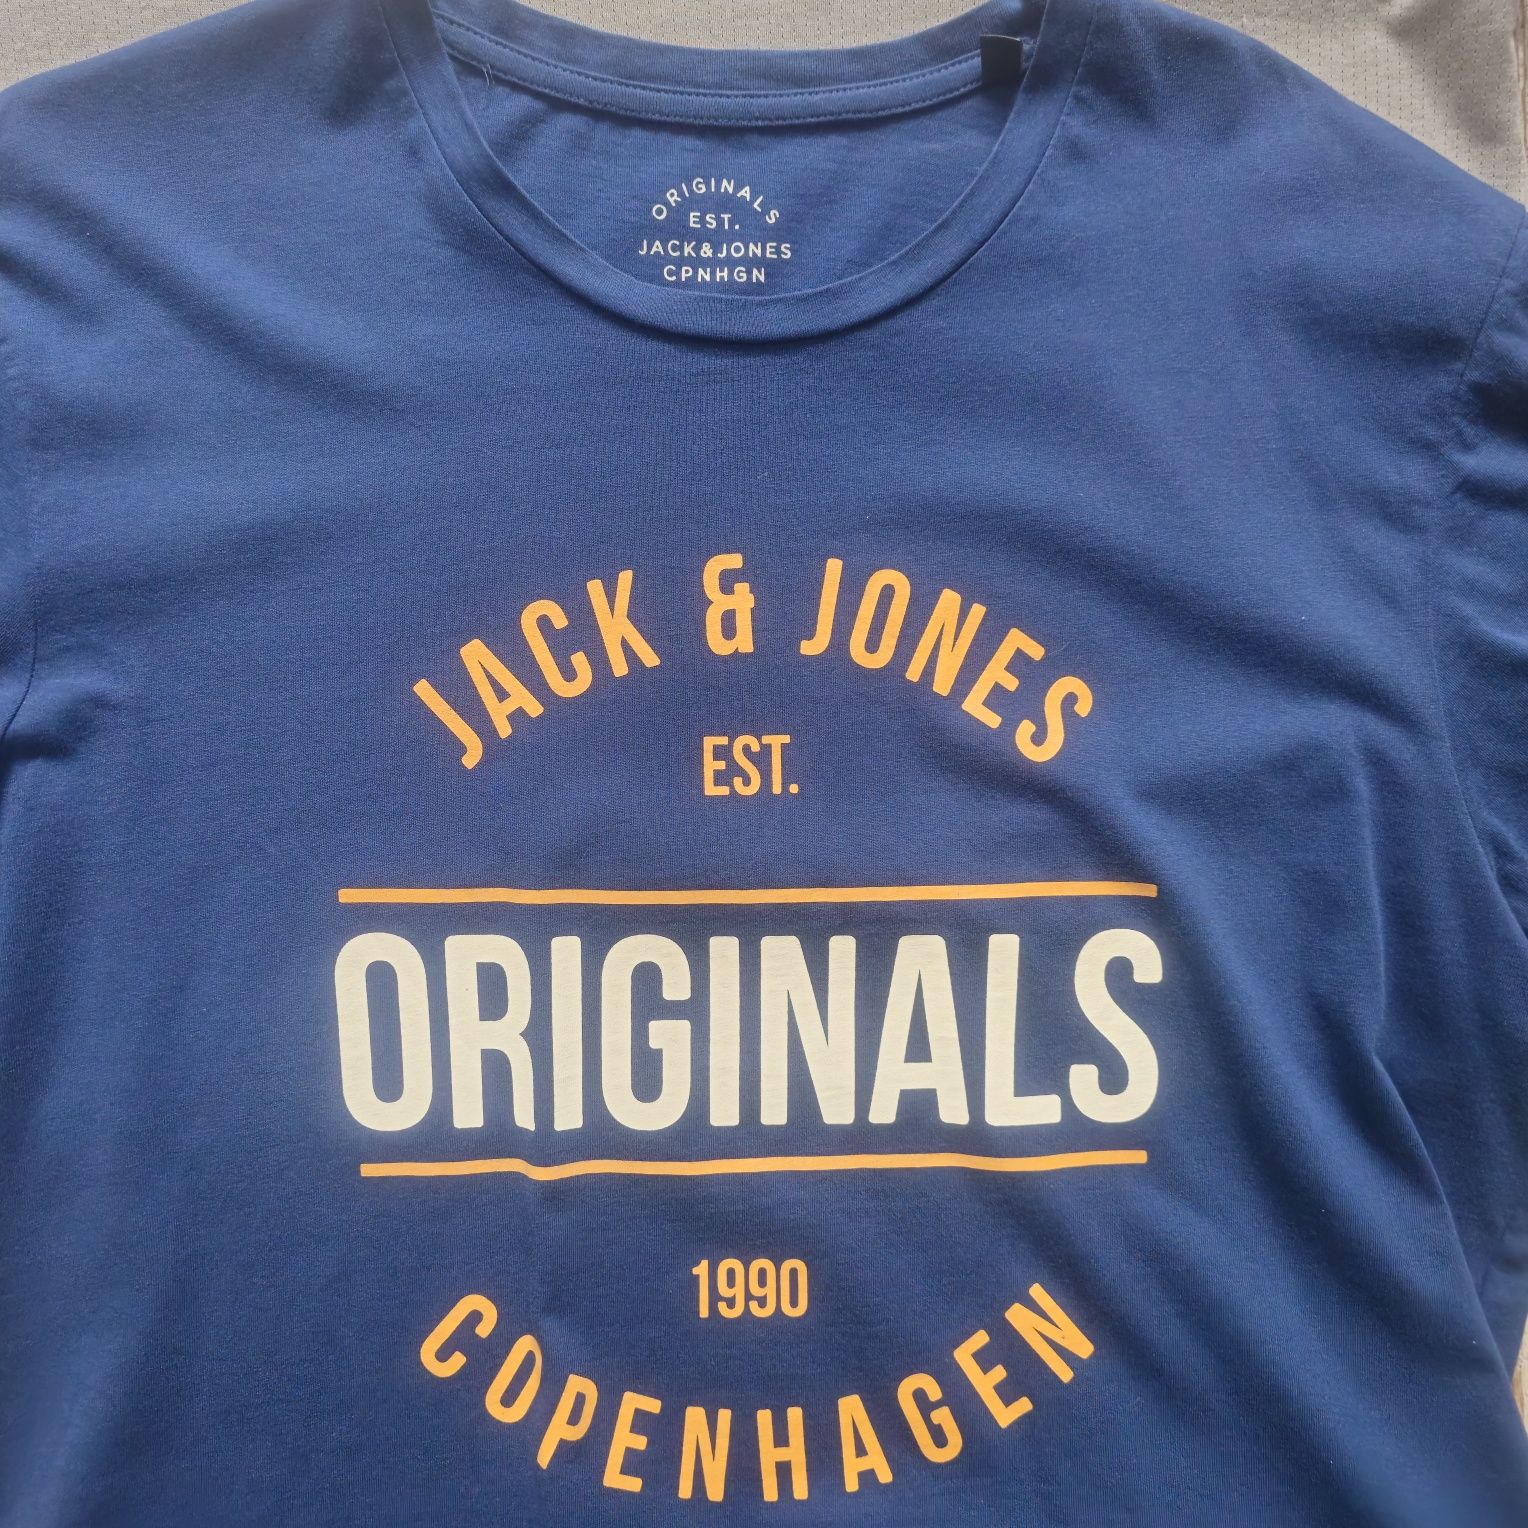 ORIGINALS
EST.
JACK&JONES
CPNHGN
JACK & JONES
EST.
ORIGINALS
1990
COPENHAGEN